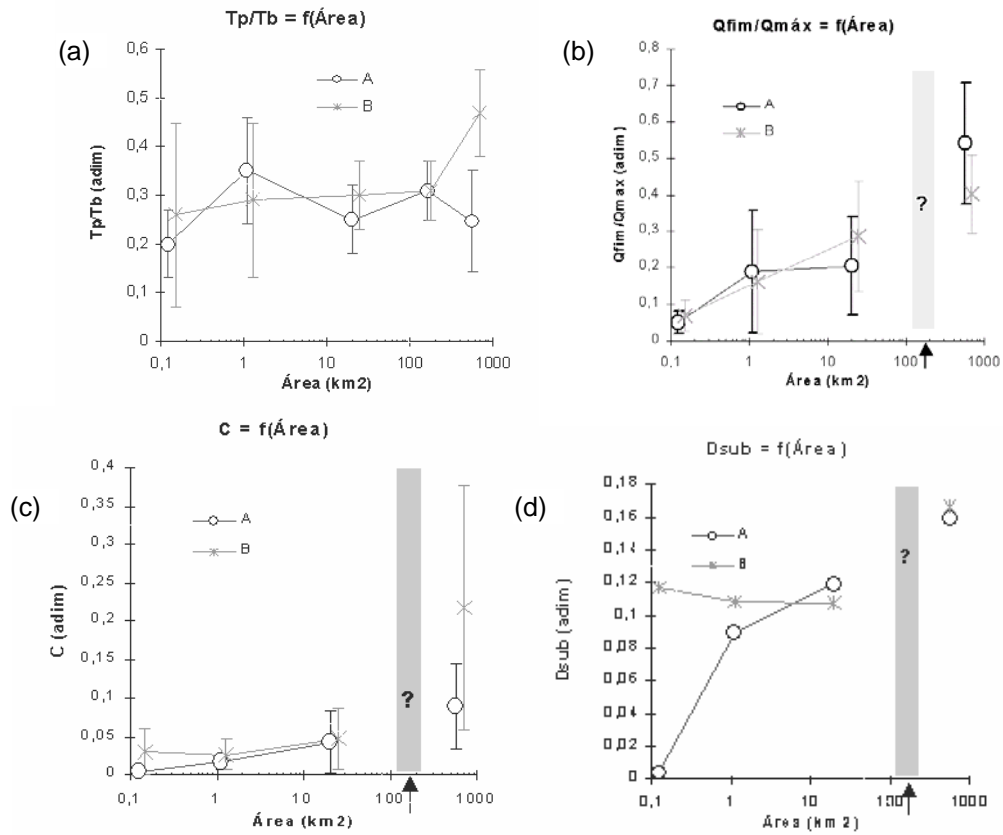 (a)
Tp/Tb = f(Área)
A
B
Tp/Tb (adim)
0,6
0,5
0,4
0,3
0,2
0,1
0
0,1
1
10
100
1000
Área (km2)
(b)
Qfim/Qmáx = f(Área)
A
B
Qfim/Qmax (adim)
0,8
0,7
0,6
0,5
0,4
0,3
0,2
0,1
0
?
0,1
1
10
100
1000
Área (km2)
(c)
C = f(Área)
A
B
C (adim)
0,4
0,35
0,3
0,25
0,2
0,15
0,1
0,05
0
?
0,1
1
10
100
1000
Área (km2)
(d)
Dsub = f(Área)
A
B
Dsub (adim)
0,18
0,16
0,14
0,12
0,1
0,08
0,06
0,04
0,02
0
?
0,1
1
10
100
1000
Área (km2)